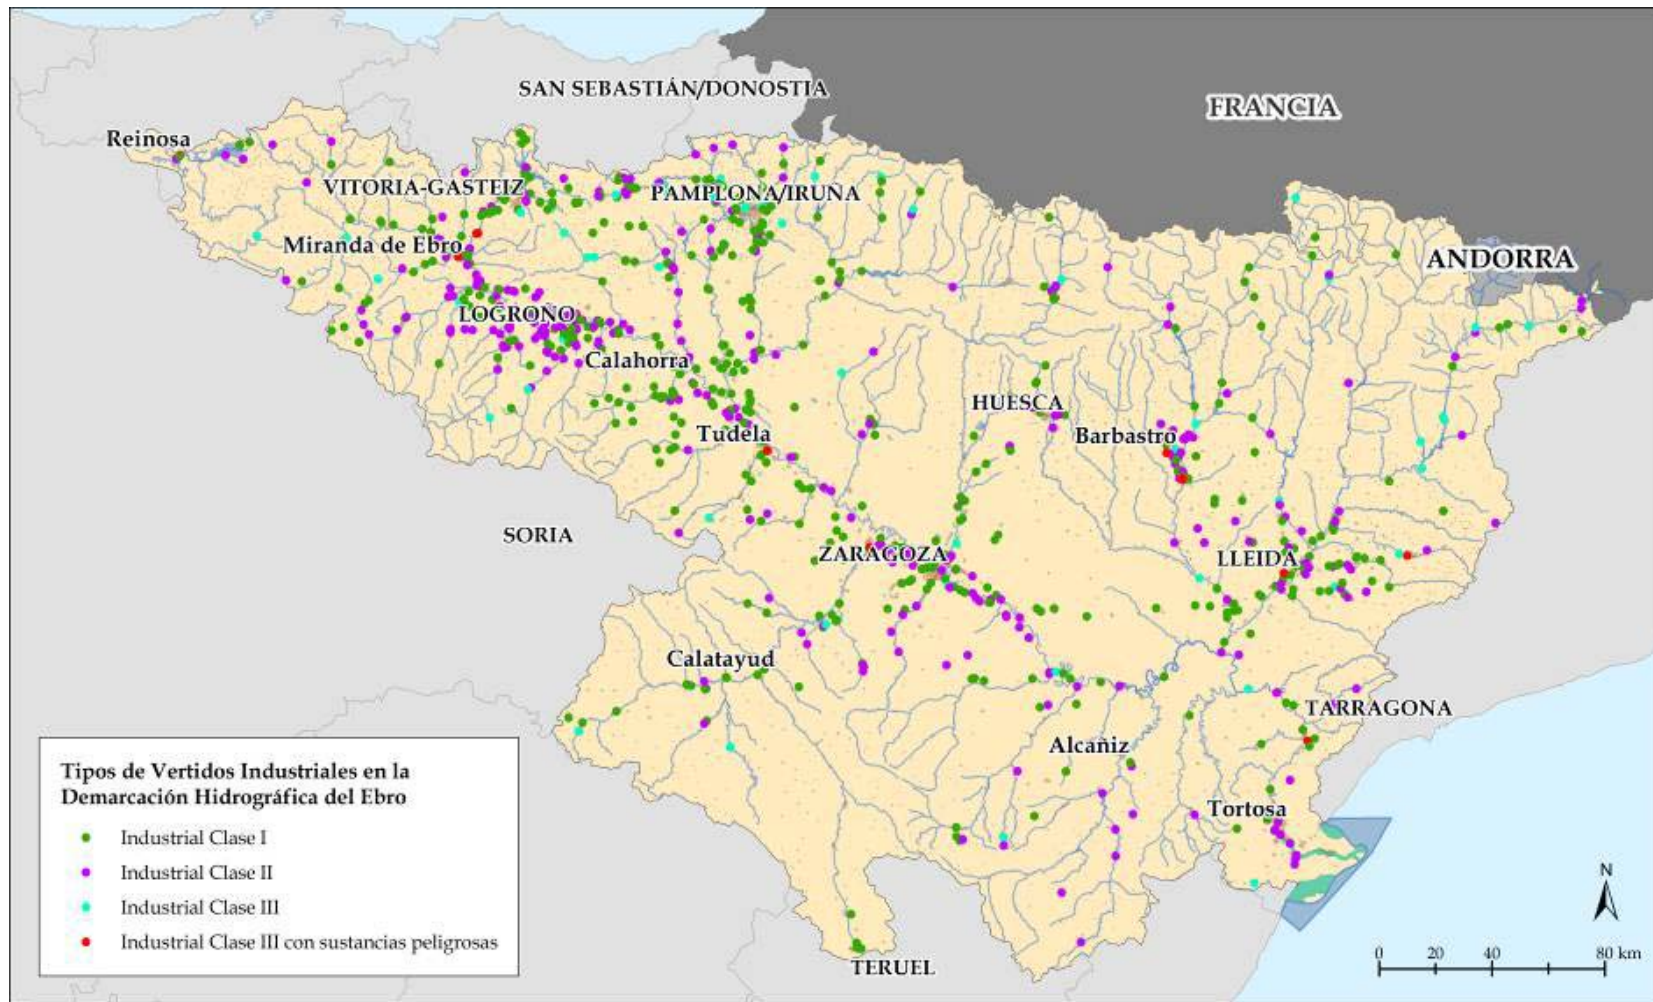 SAN SEBASTIÁN/DONOSTIA
FRANCIA
Reinosa
VITORIA-GASTEIZ
PAMPLONA/IRUÑA
Miranda de Ebro
ANDORRA
LOGROÑO
Calahorra
HUESCA
Tudela
Barbastro
SORIA
ZARAGOZA
LLEIDA
Calatayud
TARRAGONA
Alcañiz
Tortosa
TERUEL
Tipos de Vertidos Industriales en la
Demarcación Hidrográfica del Ebro
Industrial Clase I
Industrial Clase II
Industrial Clase III
Industrial Clase III con sustancias peligrosas
N
0 20 40 80 km